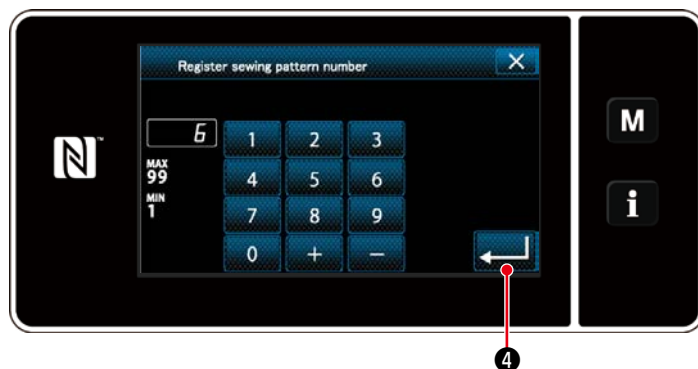 Register sewing pattern number
6
1 2 3
MAX
99
4 5 6
MIN
1
7 8 9
0 + −
M
i
N™
4